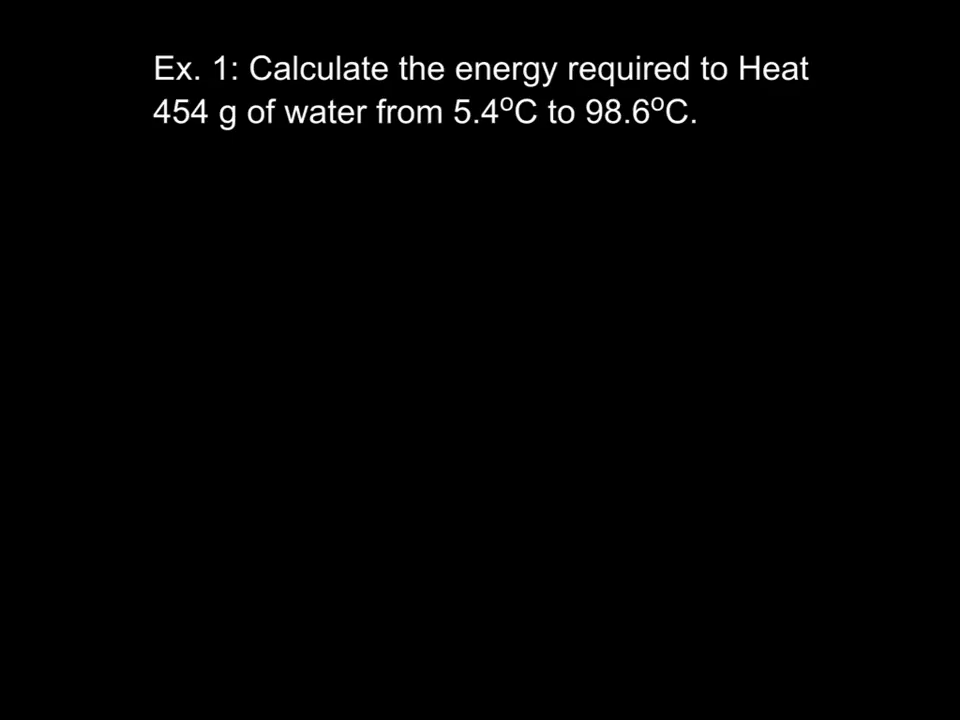 Ex. 1: Calculate the energy required to Heat
454 g of water from 5.4ºC to 98.6ºC.